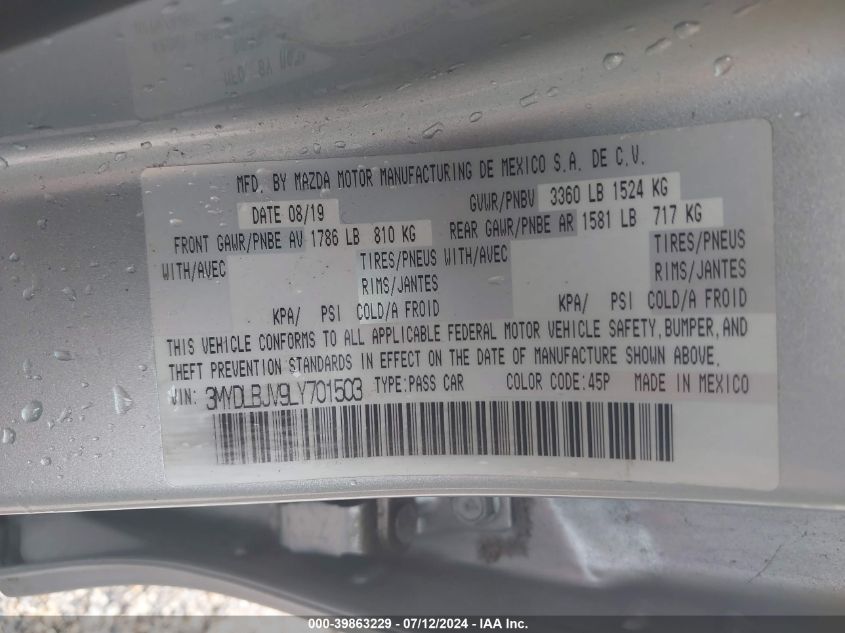 MFD. BY MAZDA MOTOR MANUFACTURING DE MEXICO S.A. DE C.V.
DATE 08/19 GVWR/PNBV 3360 LB 1524 KG
FRONT GAWR/PNBE AV 1786 LB 810 KG REAR GAWR/PNBE AR 1581 LB 717 KG
WITH/AVEC TIRES/PNEUS WITH/AVEC TIRES/PNEUS
RIMS/JANTES RIMS/JANTES
KPA/ PSI COLD/A FROID KPA/ PSI COLD/A FROID
THIS VEHICLE CONFORMS TO ALL APPLICABLE FEDERAL MOTOR VEHICLE SAFETY, BUMPER, AND
THEFT PREVENTION STANDARDS IN EFFECT ON THE DATE OF MANUFACTURE SHOWN ABOVE.
VIN: 3MYDLBJV9LY701503 TYPE:PASS CAR COLOR CODE:45P MADE IN MEXICO
000-39863229 - 07/12/2024 - IAA Inc.